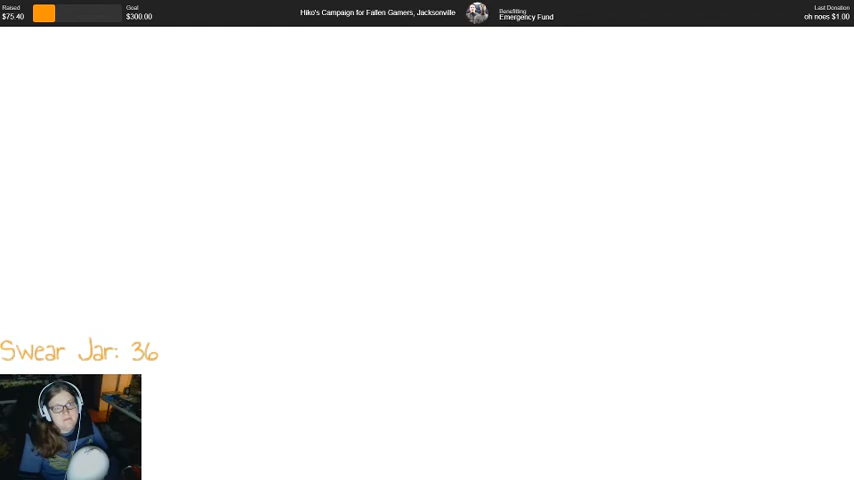 Raised
$75.40
Goal
$300.00
Hiko's Campaign for Fallen Gamers, Jacksonville
Benefitting
Emergency Fund
Last Donation
oh noes $1.00
Swear Jar: 36